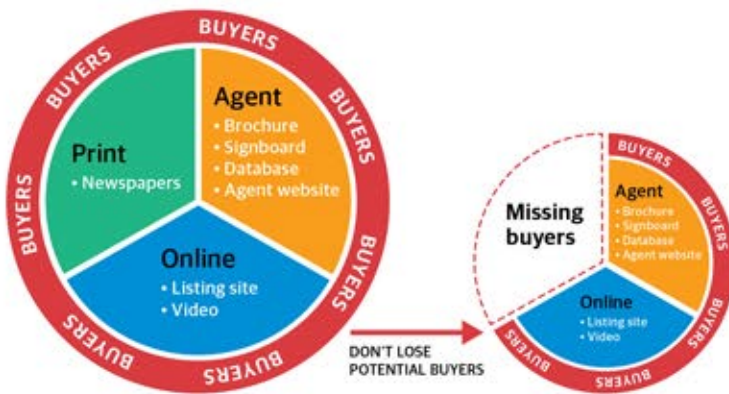 BUYERS
BUYERS
BUYERS
BUYERS
BUYERS
BUYERS
BUYERS
BUYERS
Print
• Newspapers
Agent
• Brochure
• Signboard
• Database
• Agent website
Online
• Listing site
• Video
DON'T LOSE
POTENTIAL BUYERS
Missing
buyers
BUYERS
BUYERS
BUYERS
BUYERS
BUYERS
Agent
• Brochure
• Signboard
• Database
• Agent website
Online
• Listing site
• Video